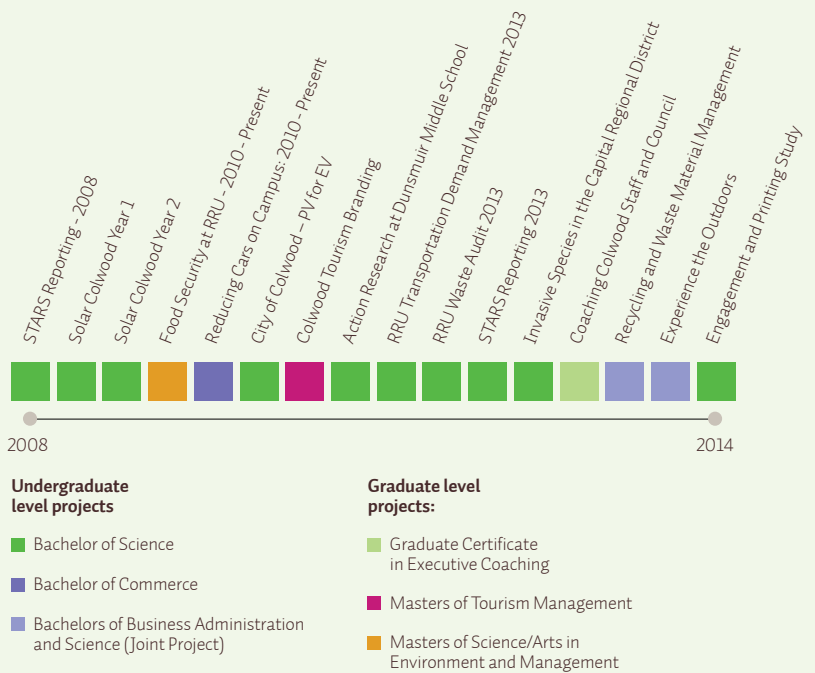 STARS Reporting - 2008
Solar Colwood Year 1
Solar Colwood Year 2
Food Security at RRU - 2010 - Present
Reducing Cars on Campus: 2010 - Present
City of Colwood – PV for EV
Colwood Tourism Branding
Action Research at Dunsmuir Middle School
RRU Transportation Demand Management 2013
RRU Waste Audit 2013
STARS Reporting 2013
Invasive Species in the Capital Regional District
Coaching Colwood Staff and Council
Recycling and Waste Material Management
Experience the Outdoors
Engagement and Printing Study
2008
2014
Undergraduate
level projects
Bachelor of Science
Bachelor of Commerce
Bachelors of Business Administration
and Science (Joint Project)
Graduate level
projects:
Graduate Certificate
in Executive Coaching
Masters of Tourism Management
Masters of Science/Arts in
Environment and Management